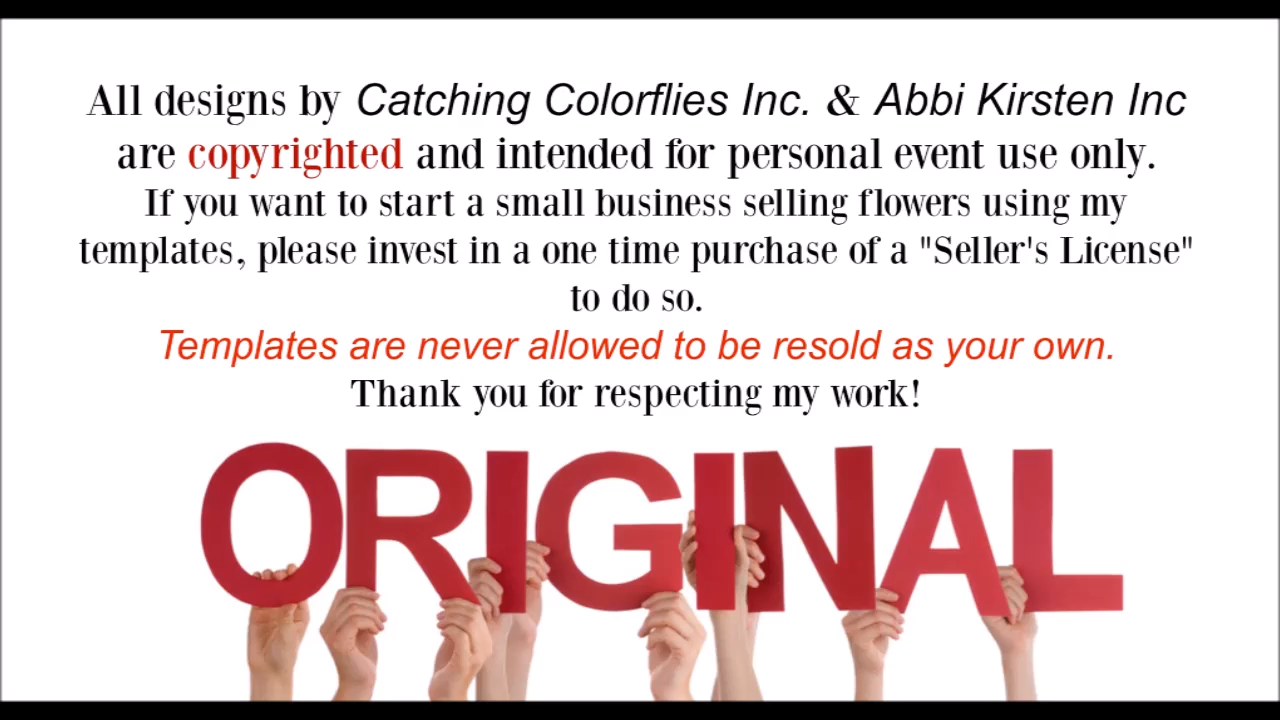 All designs by Catching Colorflies Inc. & Abbi Kirsten Inc
are copyrighted and intended for personal event use only.
If you want to start a small business selling flowers using my
templates, please invest in a one time purchase of a "Seller's License"
to do so.
Templates are never allowed to be resold as your own.
Thank you for respecting my work!
ORIGINAL